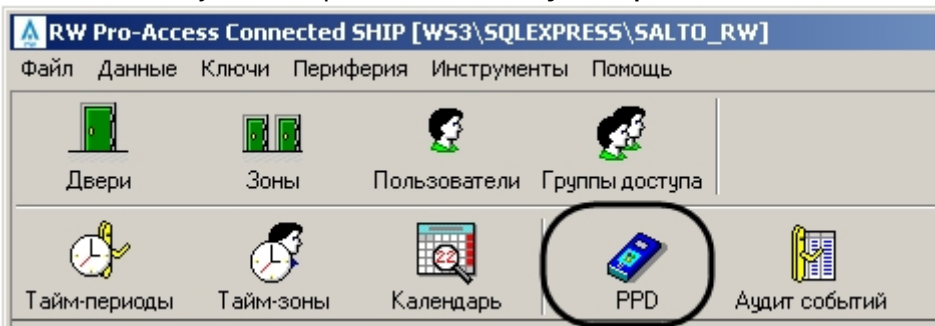 RW Pro-Access Connected SHIP [WS3\SQLEXPRESS\SALTO_RW]
Файл Данные Ключи Периферия Инструменты Помощь
Двери Зоны Пользователи Группы доступа
22
Тайм-периоды Тайм-зоны Календарь PPD Аудит событий